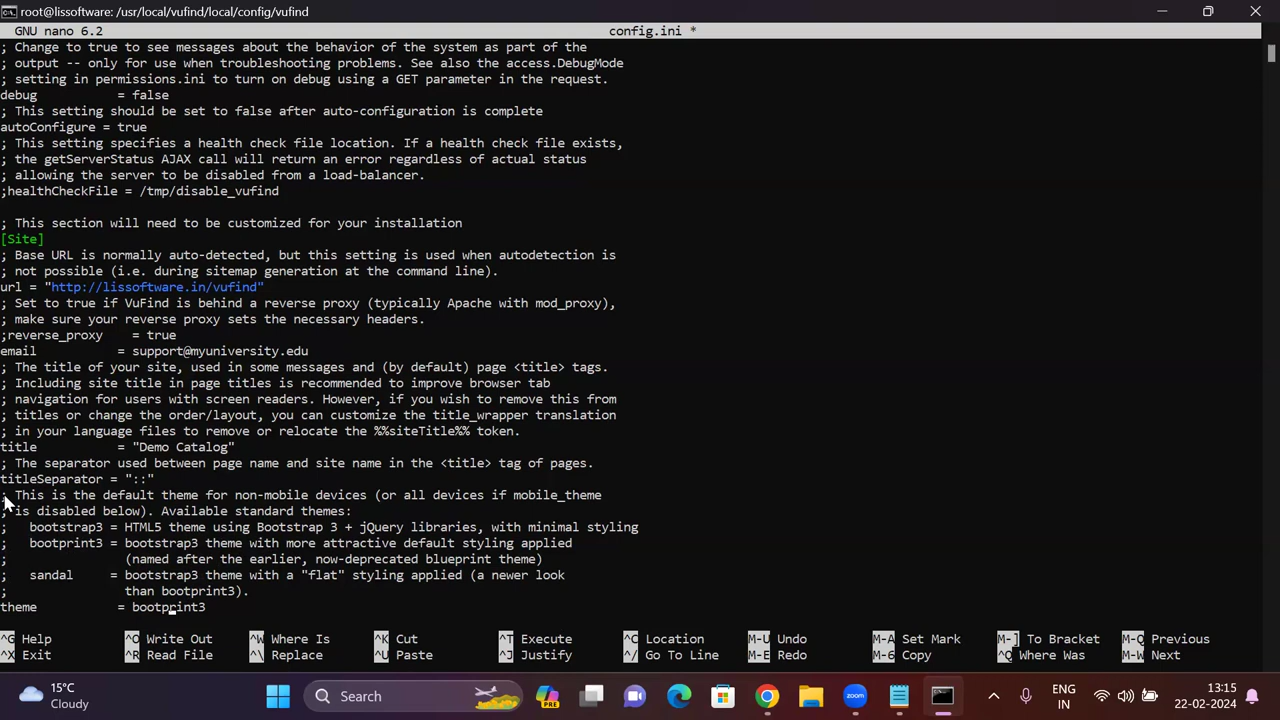 root@lissoftware: /usr/local/vufind/local/config/vufind
GNU nano 6.2 config.ini *
; Change to true to see messages about the behavior of the system as part of the
; output -- only for use when troubleshooting problems. See also the access.DebugMode
; setting in permissions.ini to turn on debug using a GET parameter in the request.
debug = false
; This setting should be set to false after auto-configuration is complete
autoConfigure = true
; This setting specifies a health check file location. If a health check file exists,
; the getServerStatus AJAX call will return an error regardless of actual status
; allowing the server to be disabled from a load-balancer.
;healthCheckFile = /tmp/disable_vufind
; This section will need to be customized for your installation
[Site]
; Base URL is normally auto-detected, but this setting is used when autodetection is
; not possible (i.e. during sitemap generation at the command line).
url = "http://lissoftware.in/vufind"
; Set to true if VuFind is behind a reverse proxy (typically Apache with mod_proxy),
; make sure your reverse proxy sets the necessary headers.
;reverse_proxy = true
email = support@myuniversity.edu
; The title of your site, used in some messages and (by default) page <title> tags.
; Including site title in page titles is recommended to improve browser tab
; navigation for users with screen readers. However, if you wish to remove this from
; titles or change the order/layout, you can customize the title_wrapper translation
; in your language files to remove or relocate the %%siteTitle%% token.
title = "Demo Catalog"
; The separator used between page name and site name in the <title> tag of pages.
titleSeparator = "::"
; This is the default theme for non-mobile devices (or all devices if mobile_theme
; is disabled below). Available standard themes:
; bootstrap3 = HTML5 theme using Bootstrap 3 + jQuery libraries, with minimal styling
; bootprint3 = bootstrap3 theme with more attractive default styling applied
; (named after the earlier, now-deprecated blueprint theme)
; sandal = bootstrap3 theme with a "flat" styling applied (a newer look
; than bootprint3).
theme = bootprint3
^G Help ^O Write Out ^W Where Is ^K Cut ^T Execute ^C Location M-U Undo M-A Set Mark M-] To Bracket M-Q Previous
^X Exit ^R Read File ^\ Replace ^U Paste ^J Justify ^/ Go To Line M-E Redo M-6 Copy ^Q Where Was M-W Next
15°C
Cloudy
Search
PRE
zoom
ENG
IN
13:15
22-02-2024